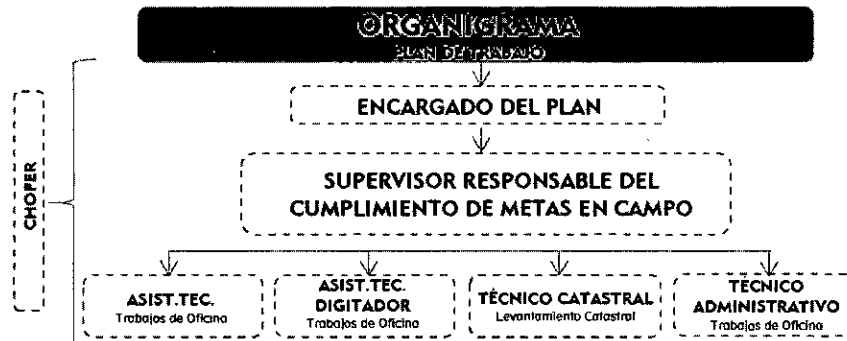 ORGANIGRAMA
PLAN DE TRABAJO
CHOFER
ENCARGADO DEL PLAN
SUPERVISOR RESPONSABLE DEL
CUMPLIMIENTO DE METAS EN CAMPO
ASIST.TEC.
Trabajos de Oficina
ASIST.TEC.
DIGITADOR
Trabajos de Oficina
TÉCNICO CATASTRAL
Levantamiento Catastral
TÉCNICO
ADMINISTRATIVO
Trabajos de Oficina